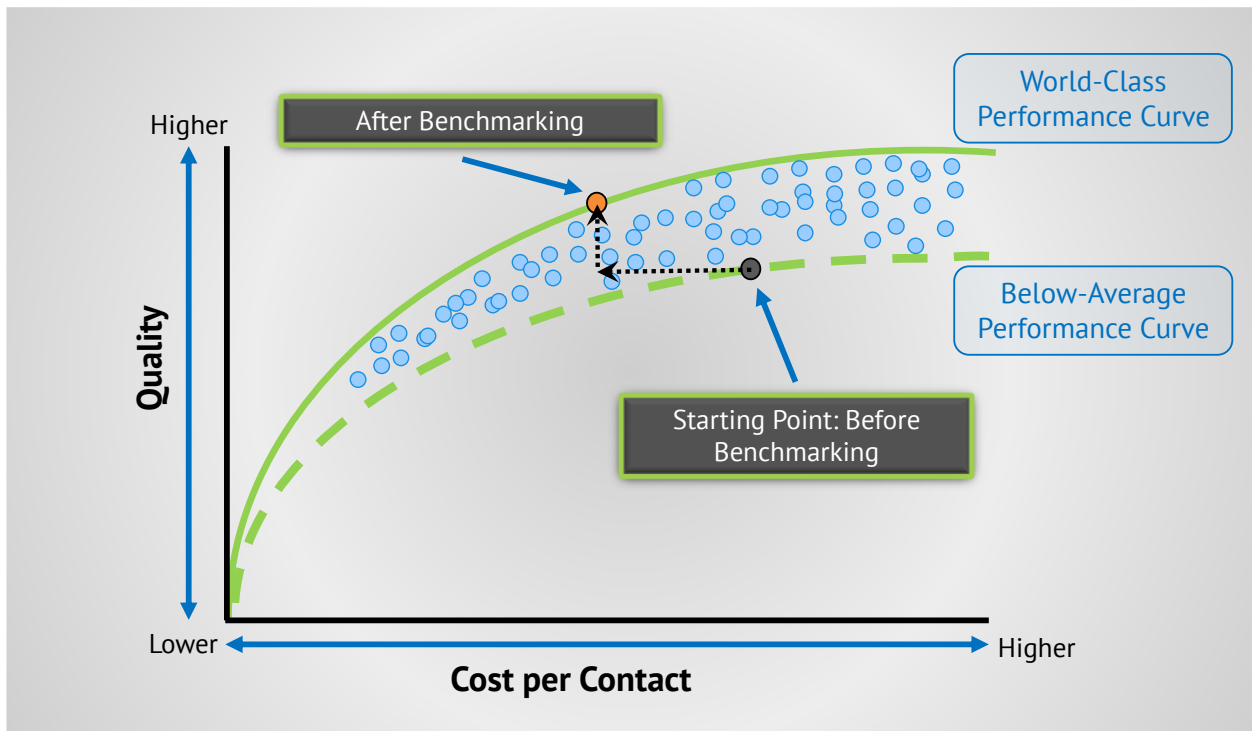 World-Class
Performance Curve
After Benchmarking
Higher
Below-Average
Performance Curve
Quality
Starting Point: Before
Benchmarking
Lower
Higher
Cost per Contact